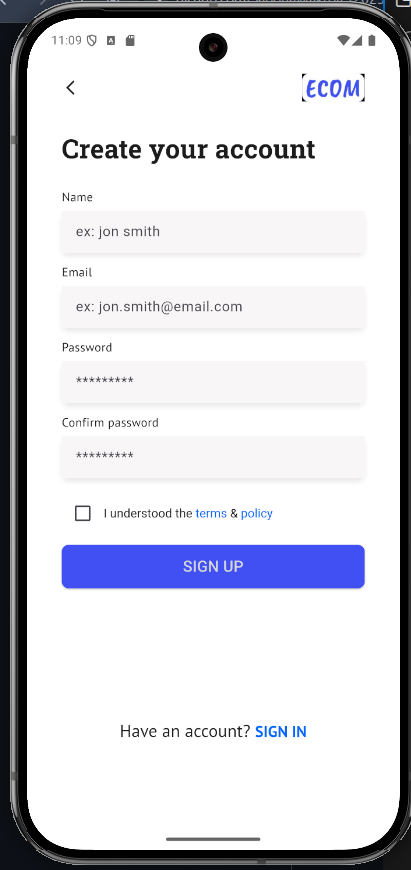 11:09
ECOM
Create your account
Name
ex: jon smith
Email
ex: jon.smith@email.com
Password
*********
Confirm password
*********
I understood the terms & policy
SIGN UP
Have an account? SIGN IN